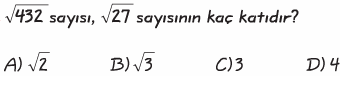 √432 sayısı, √27 sayısının kaç katıdır?
A) √2 B) √3 C) 3 D) 4